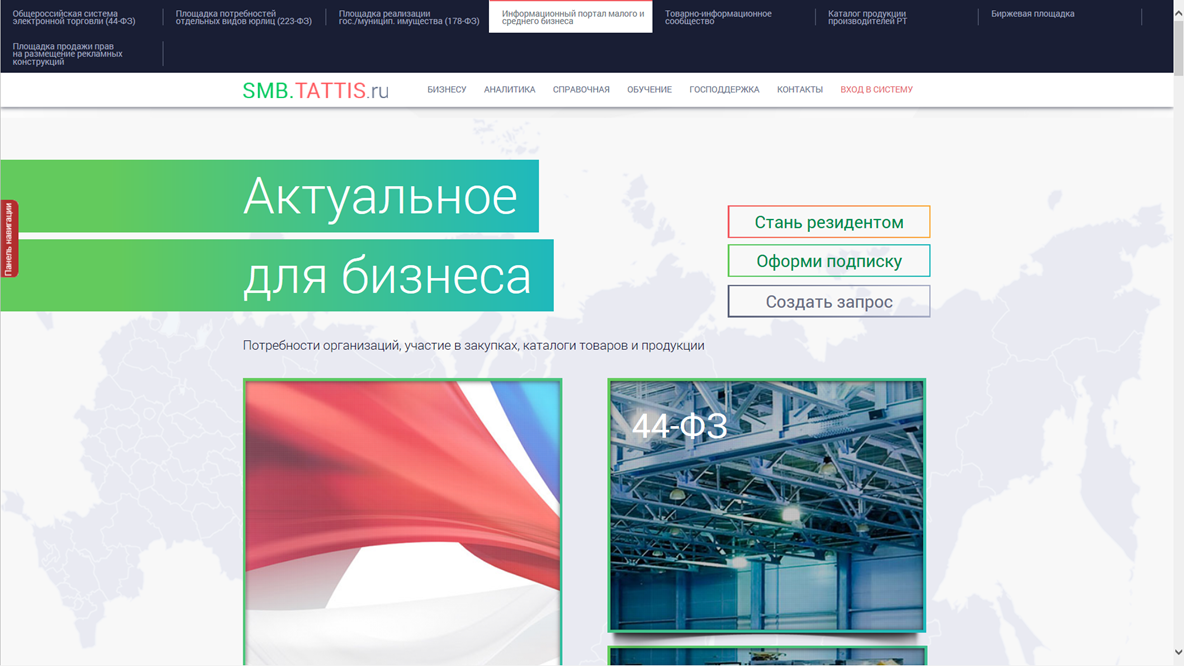 Общероссийская система
электронной торговли (44-ФЗ)
Площадка потребностей
отдельных видов юрлиц (223-ФЗ)
Площадка реализации
гос./муницип. имущества (178-ФЗ)
Информационный портал малого и
среднего бизнеса
Товарно-информационное
сообщество
Каталог продукции
производителей РТ
Биржевая площадка
Площадка продажи прав
на размещение рекламных
конструкций
SMB.TATTIS.ru
БИЗНЕСУ
АНАЛИТИКА
СПРАВОЧНАЯ
ОБУЧЕНИЕ
ГОСПОДДЕРЖКА
КОНТАКТЫ
ВХОД В СИСТЕМУ
Панель навигации
Актуальное
для бизнеса
Стань резидентом
Оформи подписку
Создать запрос
Потребности организаций, участие в закупках, каталоги товаров и продукции
44-ФЗ